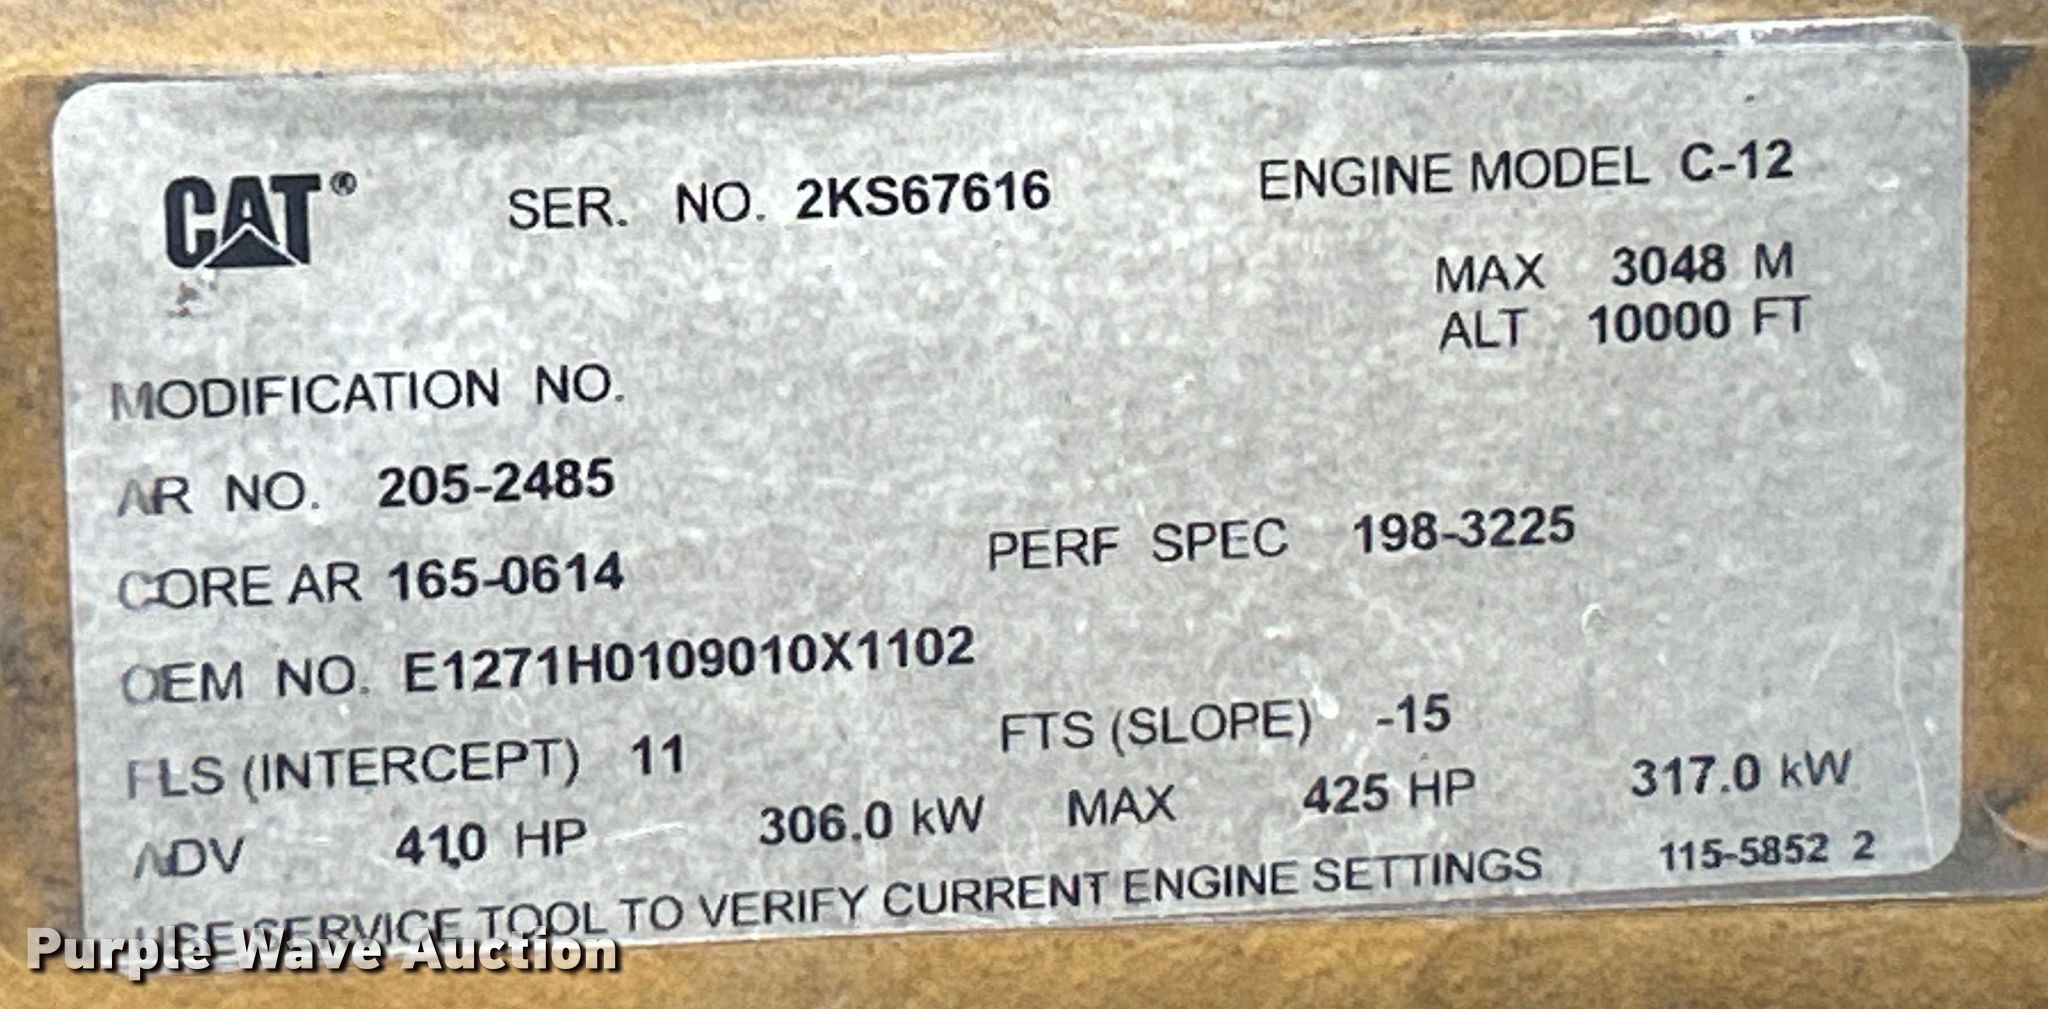 CAT® SER. NO. 2KS67616 ENGINE MODEL C-12
MAX 3048 M
ALT 10000 FT
MODIFICATION NO.
AR NO. 205-2485
CORE AR 165-0614 PERF SPEC 198-3225
OEM NO. E1271H0109010X1102
FLS (INTERCEPT) 11 FTS (SLOPE) -15
ADV 410 HP 306.0 kW MAX 425 HP 317.0 kW
USE SERVICE TOOL TO VERIFY CURRENT ENGINE SETTINGS 115-5852 2
Purple Wave Auction